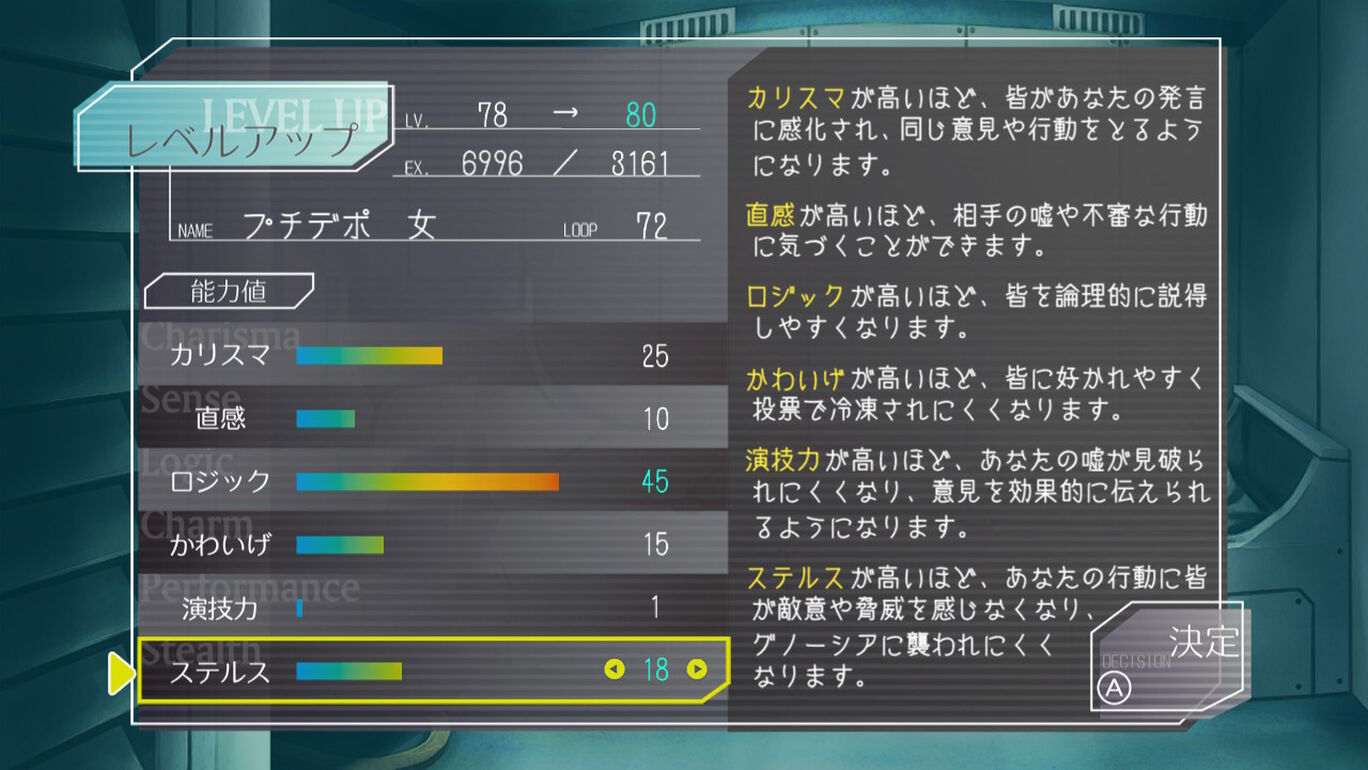 LEVEL UP
レベルアップ
LV. 78 → 80
EX. 6996 / 3161
NAME プチデポ 女 LOOP 72
能力値
Charisma
カリスマ 25
Sense
直感 10
Logic
ロジック 45
Charm
かわいげ 15
Performance
演技力 1
Stealth
ステルス 18
カリスマが高いほど、皆があなたの発言
に感化され、同じ意見や行動をとるよう
になります。
直感が高いほど、相手の嘘や不審な行動
に気づくことができます。
ロジックが高いほど、皆を論理的に説得
しやすくなります。
かわいげが高いほど、皆に好かれやすく
投票で冷凍されにくくなります。
演技力が高いほど、あなたの嘘が見破ら
れにくくなり、意見を効果的に伝えられ
るようになります。
ステルスが高いほど、あなたの行動に皆
が敵意や脅威を感じなくなり、
グノーシアに襲われにくく
なります。
決定
DECISION
A